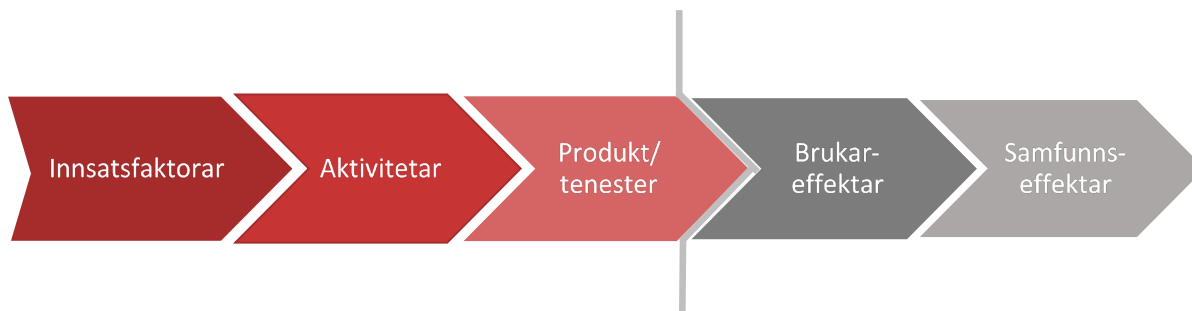 Innsatsfaktorar
Aktivitetar
Produkt/
tenester
Brukar-
effektar
Samfunns-
effektar